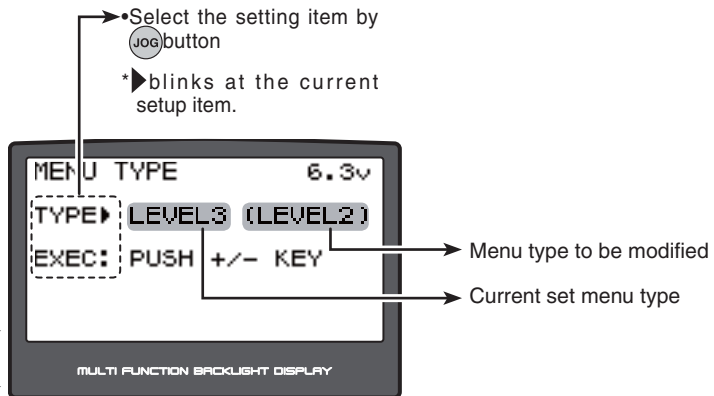 •Select the setting item by
JOG button
*▶blinks at the current
setup item.
MENU TYPE 6.3v
TYPE▶ LEVEL3 (LEVEL2)
EXEC: PUSH +/- KEY
Menu type to be modified
Current set menu type
MULTI FUNCTION BACKLIGHT DISPLAY